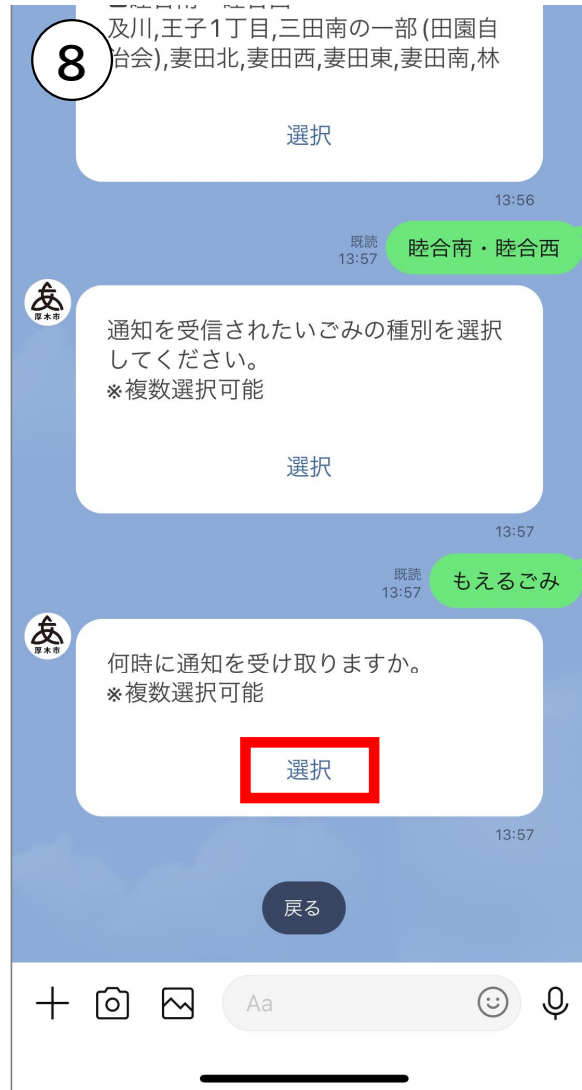 8
及川,王子1丁目,三田南の一部(田園自
治会),妻田北,妻田西,妻田東,妻田南,林
選択
13:56
既読
13:57
睦合南・睦合西
厚木市
通知を受信されたいごみの種別を選択
してください。
※複数選択可能
選択
13:57
既読
13:57
もえるごみ
厚木市
何時に通知を受け取りますか。
※複数選択可能
選択
13:57
戻る
Aa